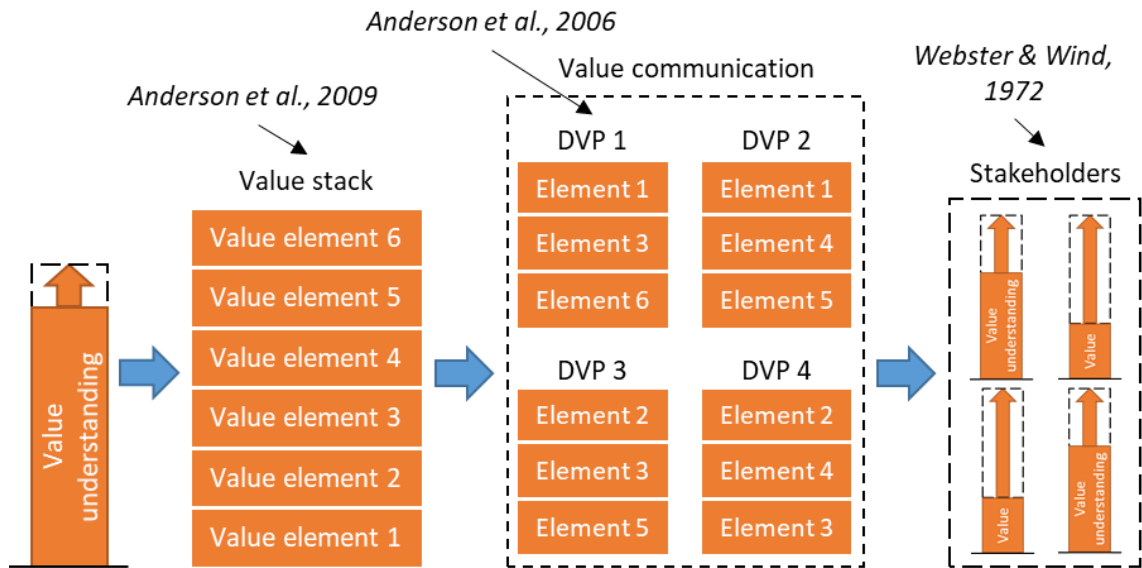 Anderson et al., 2006
Value communication
Webster & Wind,
1972
Anderson et al., 2009
Value stack
Stakeholders
Value
understanding
Value element 6
Value element 5
Value element 4
Value element 3
Value element 2
Value element 1
DVP 1
Element 1
Element 3
Element 6
DVP 2
Element 1
Element 4
Element 5
DVP 3
Element 2
Element 3
Element 5
DVP 4
Element 2
Element 4
Element 3
Value
understanding
Value
Value
Value
understanding